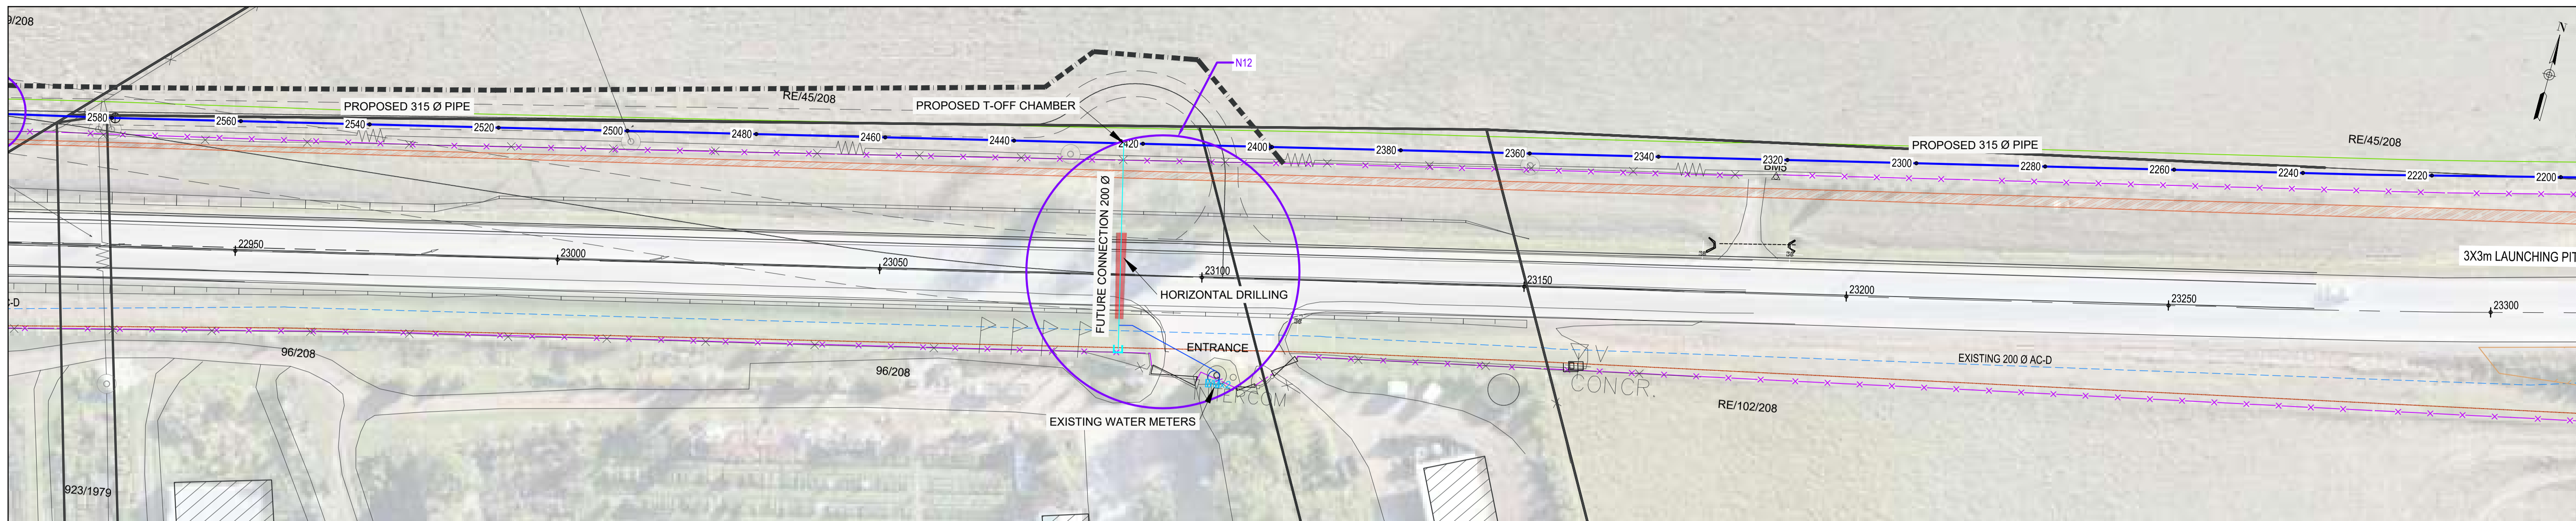 9/208
N
N12
RE/45/208
PROPOSED 315 Ø PIPE
PROPOSED T-OFF CHAMBER
PROPOSED 315 Ø PIPE
RE/45/208
2580
2560
2540
2520
2500
2480
2460
2440
2420
2400
2380
2360
2340
2320
2300
2280
2260
2240
2220
2200
BM5
FUTURE CONNECTION 200 Ø
22950
23000
23050
23100
23150
23200
23250
23300
3X3m LAUNCHING PIT
HORIZONTAL DRILLING
C-D
ENTRANCE
EXISTING 200 Ø AC-D
96/208
96/208
V
CONCR.
INTERCOM
RE/102/208
EXISTING WATER METERS
923/1979